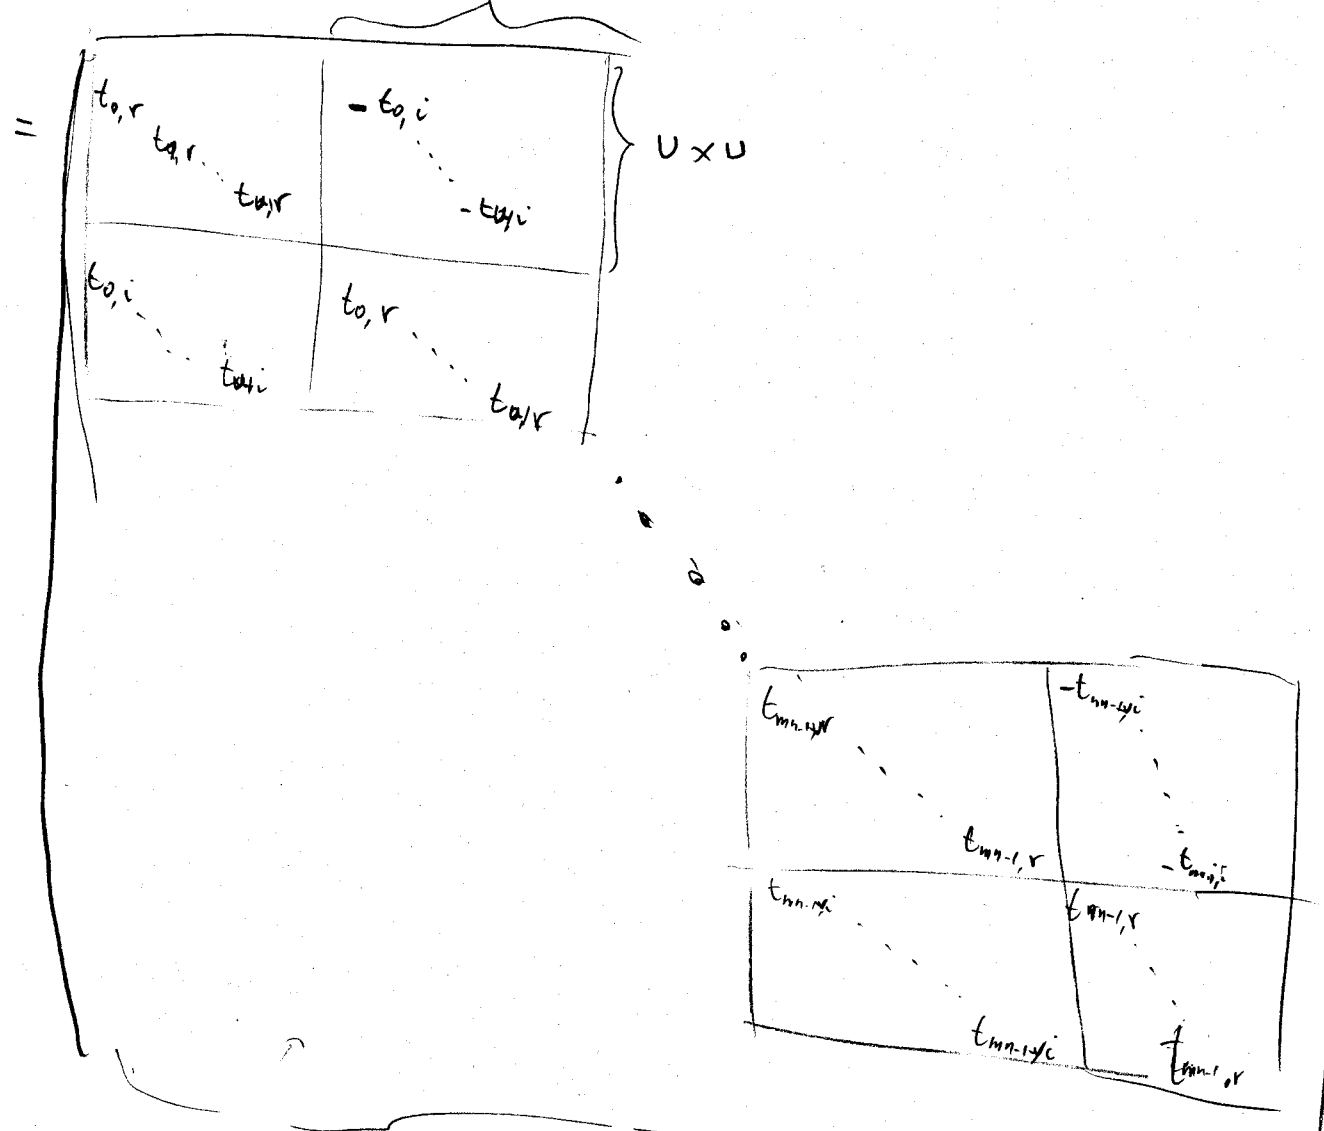 =
t₀,r -t₀,i
t₀,r U×U
t₀,r -t₀,i
t₀,i t₀,r
t₀,i
t₀,r
tₘₙ₋₁,r -tₘₙ₋₁,i
tₘₙ₋₁,r -tₘₙ₋₁,i
tₘₙ₋₁,i tₘₙ₋₁,r
tₘₙ₋₁,i tₘₙ₋₁,r